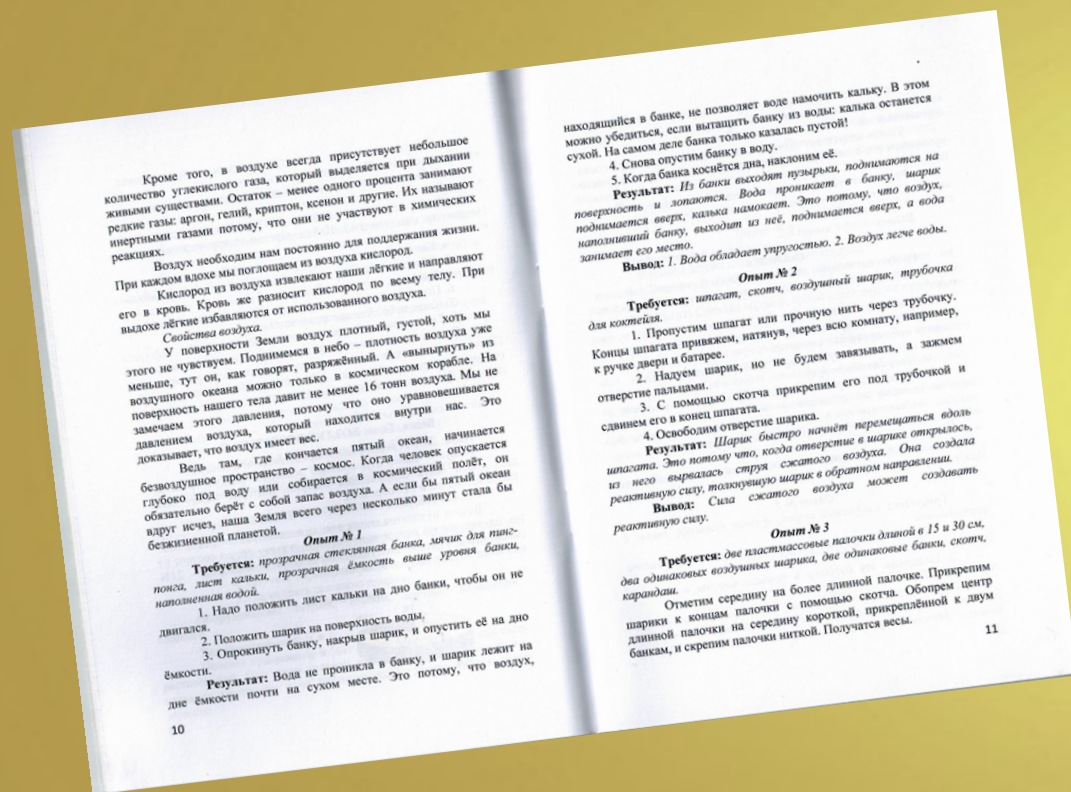 Кроме того, в воздухе всегда присутствует небольшое
количество углекислого газа, который выделяется при дыхании
живыми существами. Остаток – менее одного процента занимают
редкие газы: аргон, гелий, криптон, ксенон и другие. Их называют
инертными газами потому, что они не участвуют в химических
реакциях.
Воздух необходим нам постоянно для поддержания жизни.
При каждом вдохе мы поглощаем из воздуха кислород.
Кислород из воздуха извлекают наши лёгкие и направляют
его в кровь. Кровь же разносит кислород по всему телу. При
выдохе лёгкие избавляются от использованного воздуха.
Свойства воздуха.
У поверхности Земли воздух плотный, густой, хоть мы
этого не чувствуем. Поднимемся в небо – плотность воздуха уже
меньше, тут он, как говорят, разряжённый. А «вынырнуть» из
воздушного океана можно только в космическом корабле. На
поверхность нашего тела давит не менее 16 тонн воздуха. Мы не
замечаем этого давления, потому что оно уравновешивается
давлением воздуха, который находится внутри нас. Это
доказывает, что воздух имеет вес.
Ведь там, где кончается пятый океан, начинается
безвоздушное пространство – космос. Когда человек опускается
глубоко под воду или собирается в космический полёт, он
обязательно берёт с собой запас воздуха. А если бы пятый океан
вдруг исчез, наша Земля всего через несколько минут стала бы
безжизненной планетой.
Опыт № 1
Требуется: прозрачная стеклянная банка, мячик для пинг-
понга, лист кальки, прозрачная ёмкость выше уровня банки,
наполненная водой.
1. Надо положить лист кальки на дно банки, чтобы он не
двигался.
2. Положить шарик на поверхность воды.
3. Опрокинуть банку, накрыв шарик, и опустить её на дно
ёмкости.
Результат: Вода не проникла в банку, и шарик лежит на
дне ёмкости почти на сухом месте. Это потому, что воздух,
10
находящийся в банке, не позволяет воде намочить кальку. В этом
можно убедиться, если вытащить банку из воды: калька останется
сухой. На самом деле банка только казалась пустой!
4. Снова опустим банку в воду.
5. Когда банка коснётся дна, наклоним её.
Результат: Из банки выходят пузырьки, поднимаются на
поверхность и лопаются. Вода проникает в банку, шарик
поднимается вверх, калька намокает. Это потому, что воздух,
наполнивший банку, выходит из неё, поднимается вверх, а вода
занимает его место.
Вывод: 1. Вода обладает упругостью. 2. Воздух легче воды.
Опыт № 2
Требуется: шпагат, скотч, воздушный шарик, трубочка
для коктейля.
1. Пропустим шпагат или прочную нить через трубочку.
Концы шпагата привяжем, натянув, через всю комнату, например,
к ручке двери и батарее.
2. Надуем шарик, но не будем завязывать, а зажмем
отверстие пальцами.
3. С помощью скотча прикрепим его под трубочкой и
сдвинем его в конец шпагата.
4. Освободим отверстие шарика.
Результат: Шарик быстро начнёт перемещаться вдоль
шпагата. Это потому что, когда отверстие в шарике открылось,
из него вырвалась струя сжатого воздуха. Она создала
реактивную силу, толкнувшую шарик в обратном направлении.
Вывод: Сила сжатого воздуха может создавать
реактивную силу.
Опыт № 3
Требуется: две пластмассовые палочки длиной в 15 и 30 см,
два одинаковых воздушных шарика, две одинаковые банки, скотч,
карандаш.
Отметим середину на более длинной палочке. Прикрепим
шарики к концам палочки с помощью скотча. Обопрем центр
длинной палочки на середину короткой, прикреплённой к двум
банкам, и скрепим палочки ниткой. Получатся весы.
11